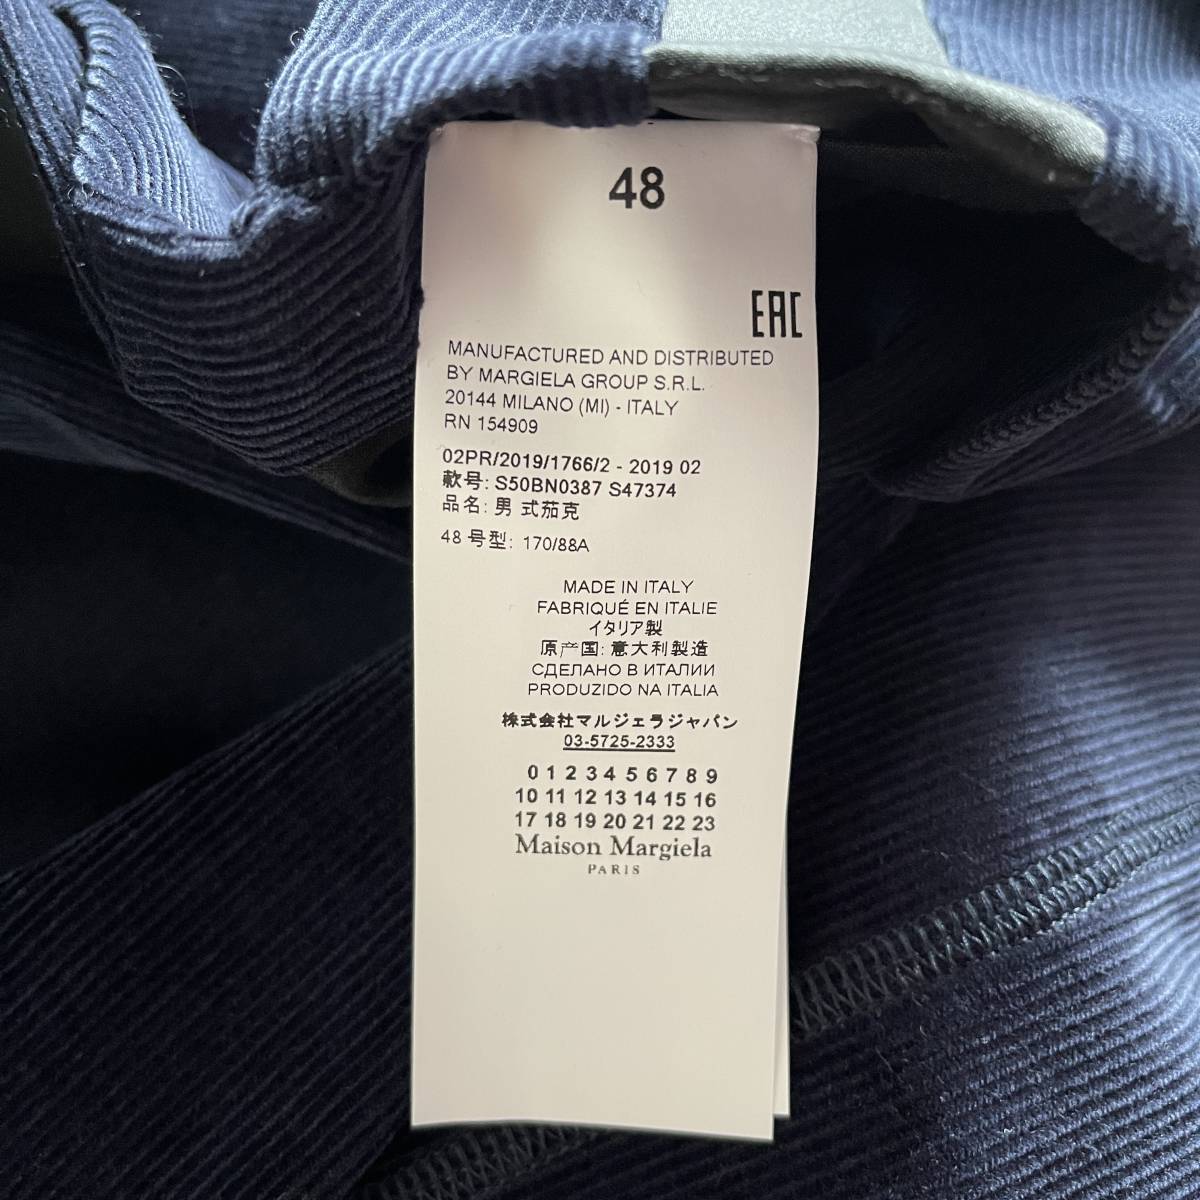 48
EAC
MANUFACTURED AND DISTRIBUTED
BY MARGIELA GROUP S.R.L.
20144 MILANO (MI) - ITALY
RN 154909
02PR/2019/1766/2 - 2019 02
款号: S50BN0387 S47374
品名: 男 式茄克
48 号型: 170/88A
MADE IN ITALY
FABRIQUÉ EN ITALIE
イタリア製
原产国: 意大利製造
СДЕЛАНО В ИТАЛИИ
PRODUZIDO NA ITALIA
株式会社マルジェラジャパン
03-5725-2333
0 1 2 3 4 5 6 7 8 9
10 11 12 13 14 15 16
17 18 19 20 21 22 23
Maison Margiela
PARIS